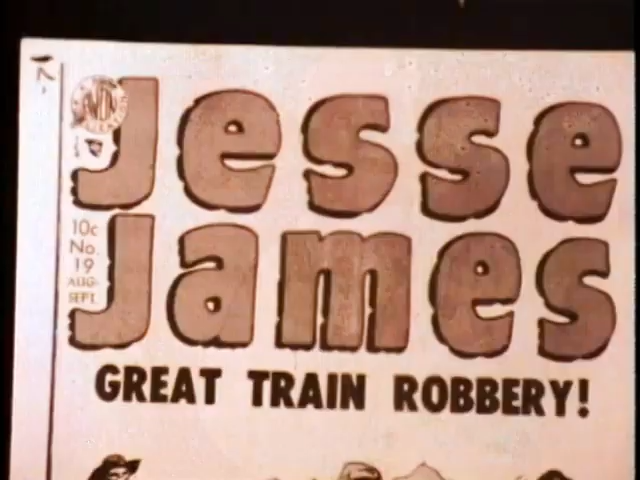 Jesse
James
10c
No.
19
AUG-
SEPT.
GREAT TRAIN ROBBERY!